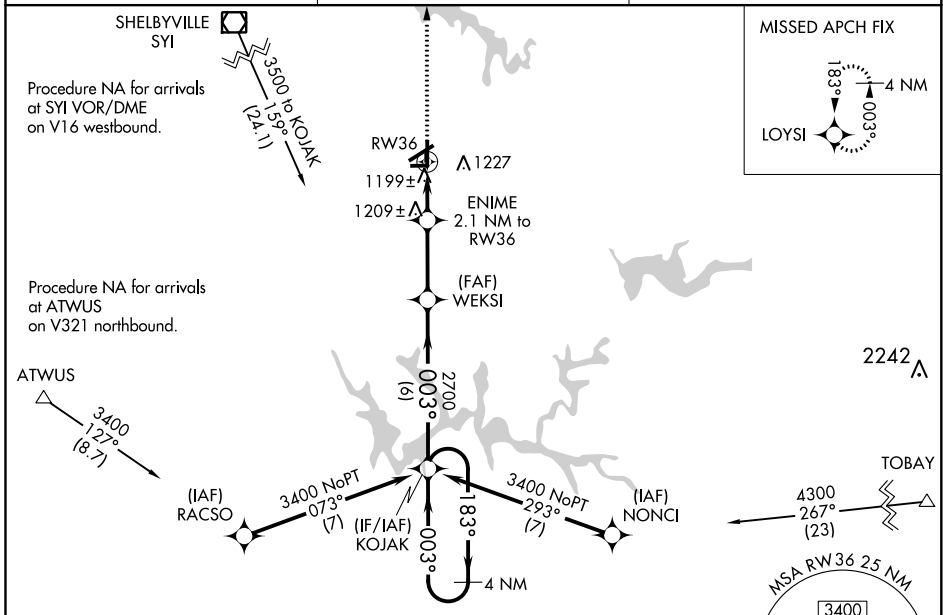 SHELBYVILLE
SYI
Procedure NA for arrivals
at SYI VOR/DME
on V16 westbound.
3500 to KOJAK
159°
(24.1)
MISSED APCH FIX
183°
4 NM
003°
LOYSI
RW36
1227
1199±
1209±
ENIME
2.1 NM to
RW36
(FAF)
WEKSI
Procedure NA for arrivals
at ATWUS
on V321 northbound.
2242
ATWUS
3400
127°
(8.7)
2700
003°
(6)
TOBAY
4300
267°
(23)
(IAF)
RACSO
3400 NoPT
073°
(7)
(IF/IAF)
KOJAK
003°
183°
4 NM
3400 NoPT
293°
(7)
(IAF)
NONCI
MSA RW36 25 NM
3400